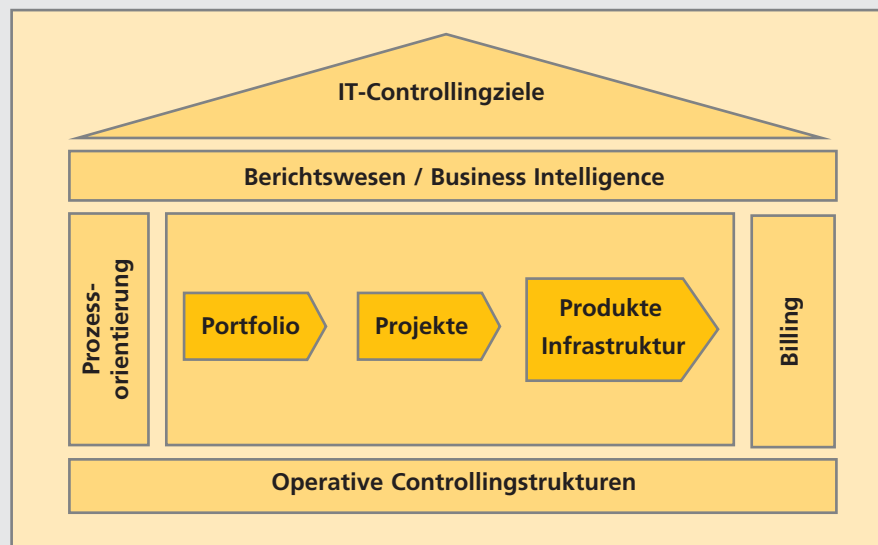 IT-Controllingziele
Berichtswesen / Business Intelligence
Prozess-
orientierung
Portfolio
Projekte
Produkte
Infrastruktur
Billing
Operative Controllingstrukturen